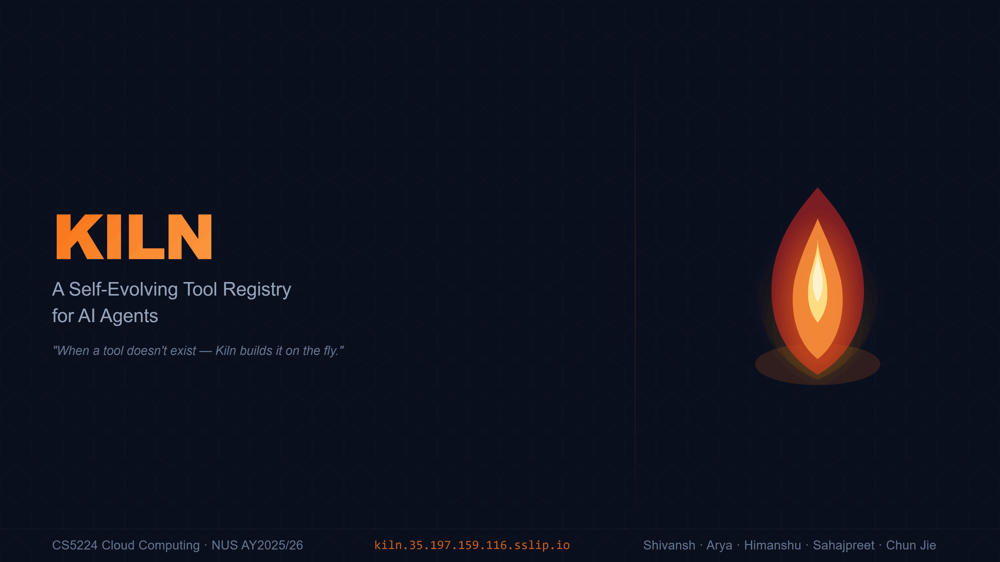 KILN
A Self-Evolving Tool Registry
for AI Agents
"When a tool doesn't exist — Kiln builds it on the fly."
CS5224 Cloud Computing · NUS AY2025/26
kiln.35.197.159.116.sslip.io
Shivansh · Arya · Himanshu · Sahajpreet · Chun Jie